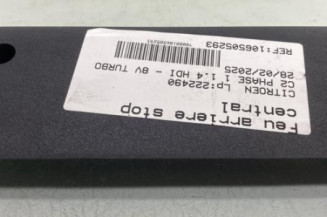 Feu arriere stop
central
CITROEN Lp:222490
C2 PHASE 1 1.4 HDI - 8V TURBO
28/02/2025
REF:106505293